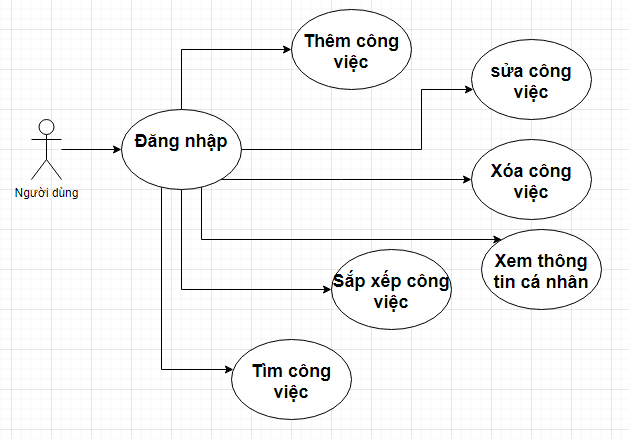 Thêm công
việc
sửa công
việc
Đăng nhập
Người dùng
Xóa công
việc
Xem thông
tin cá nhân
Sắp xếp công
việc
Tìm công
việc